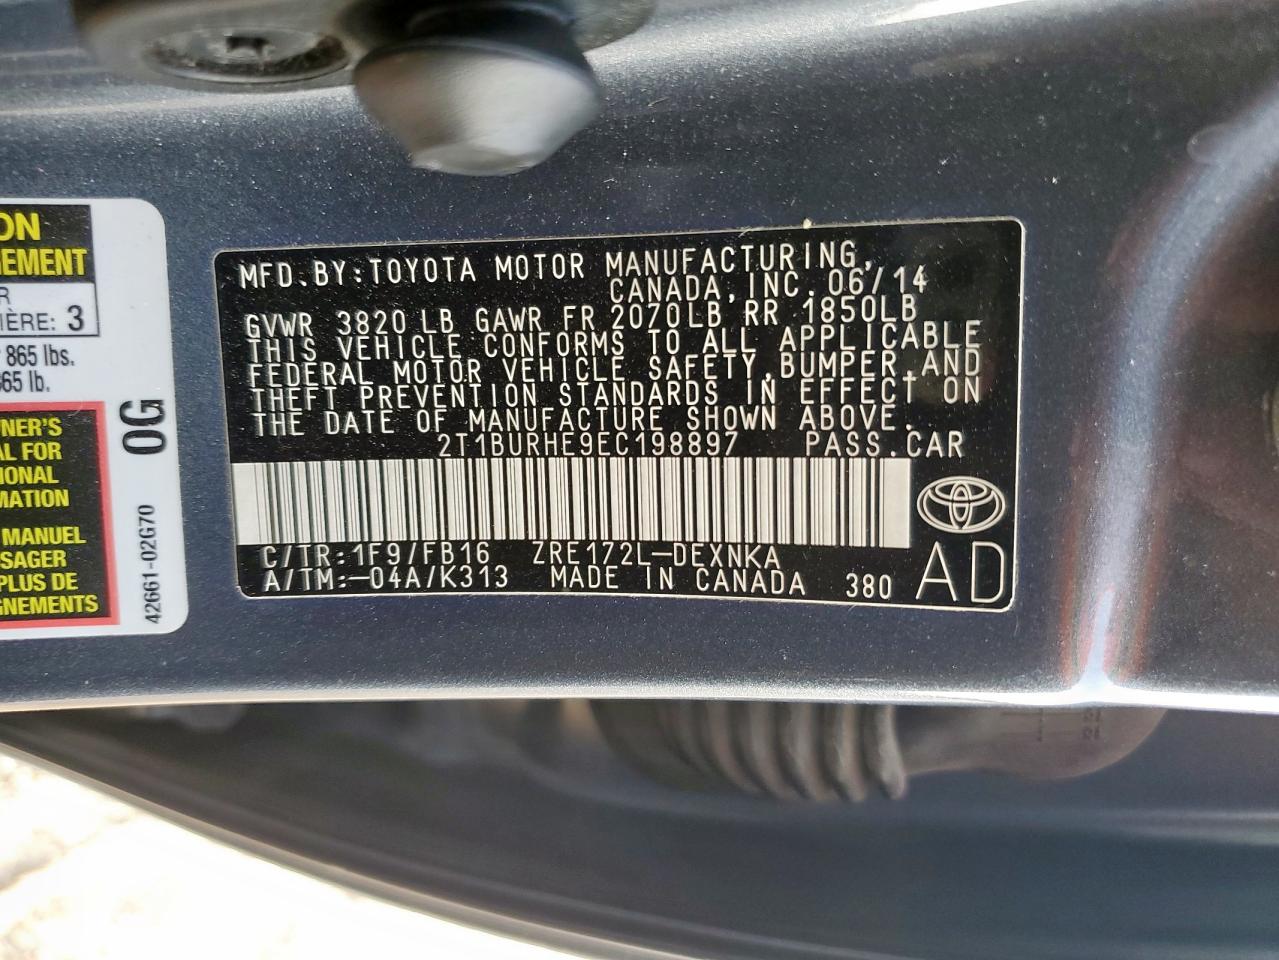 ON
EMENT
R
IÈRE: 3
865 lbs.
365 lb.
NER'S
AL FOR
IONAL
MATION
MANUEL
SSAGER
PLUS DE
GNEMENTS
0G
42661-02G70
MFD.BY:TOYOTA MOTOR MANUFACTURING,
CANADA,INC.06/14
GVWR 3820 LB GAWR FR 2070LB RR 1850LB
THIS VEHICLE CONFORMS TO ALL APPLICABLE
FEDERAL MOTOR VEHICLE SAFETY,BUMPER,AND
THEFT PREVENTION STANDARDS IN EFFECT ON
THE DATE OF MANUFACTURE SHOWN ABOVE.
2T1BURHE9EC198897 PASS.CAR
C/TR:1F9/FB16 ZRE172L-DEXNKA
A/TM:-04A/K313 MADE IN CANADA 380 AD